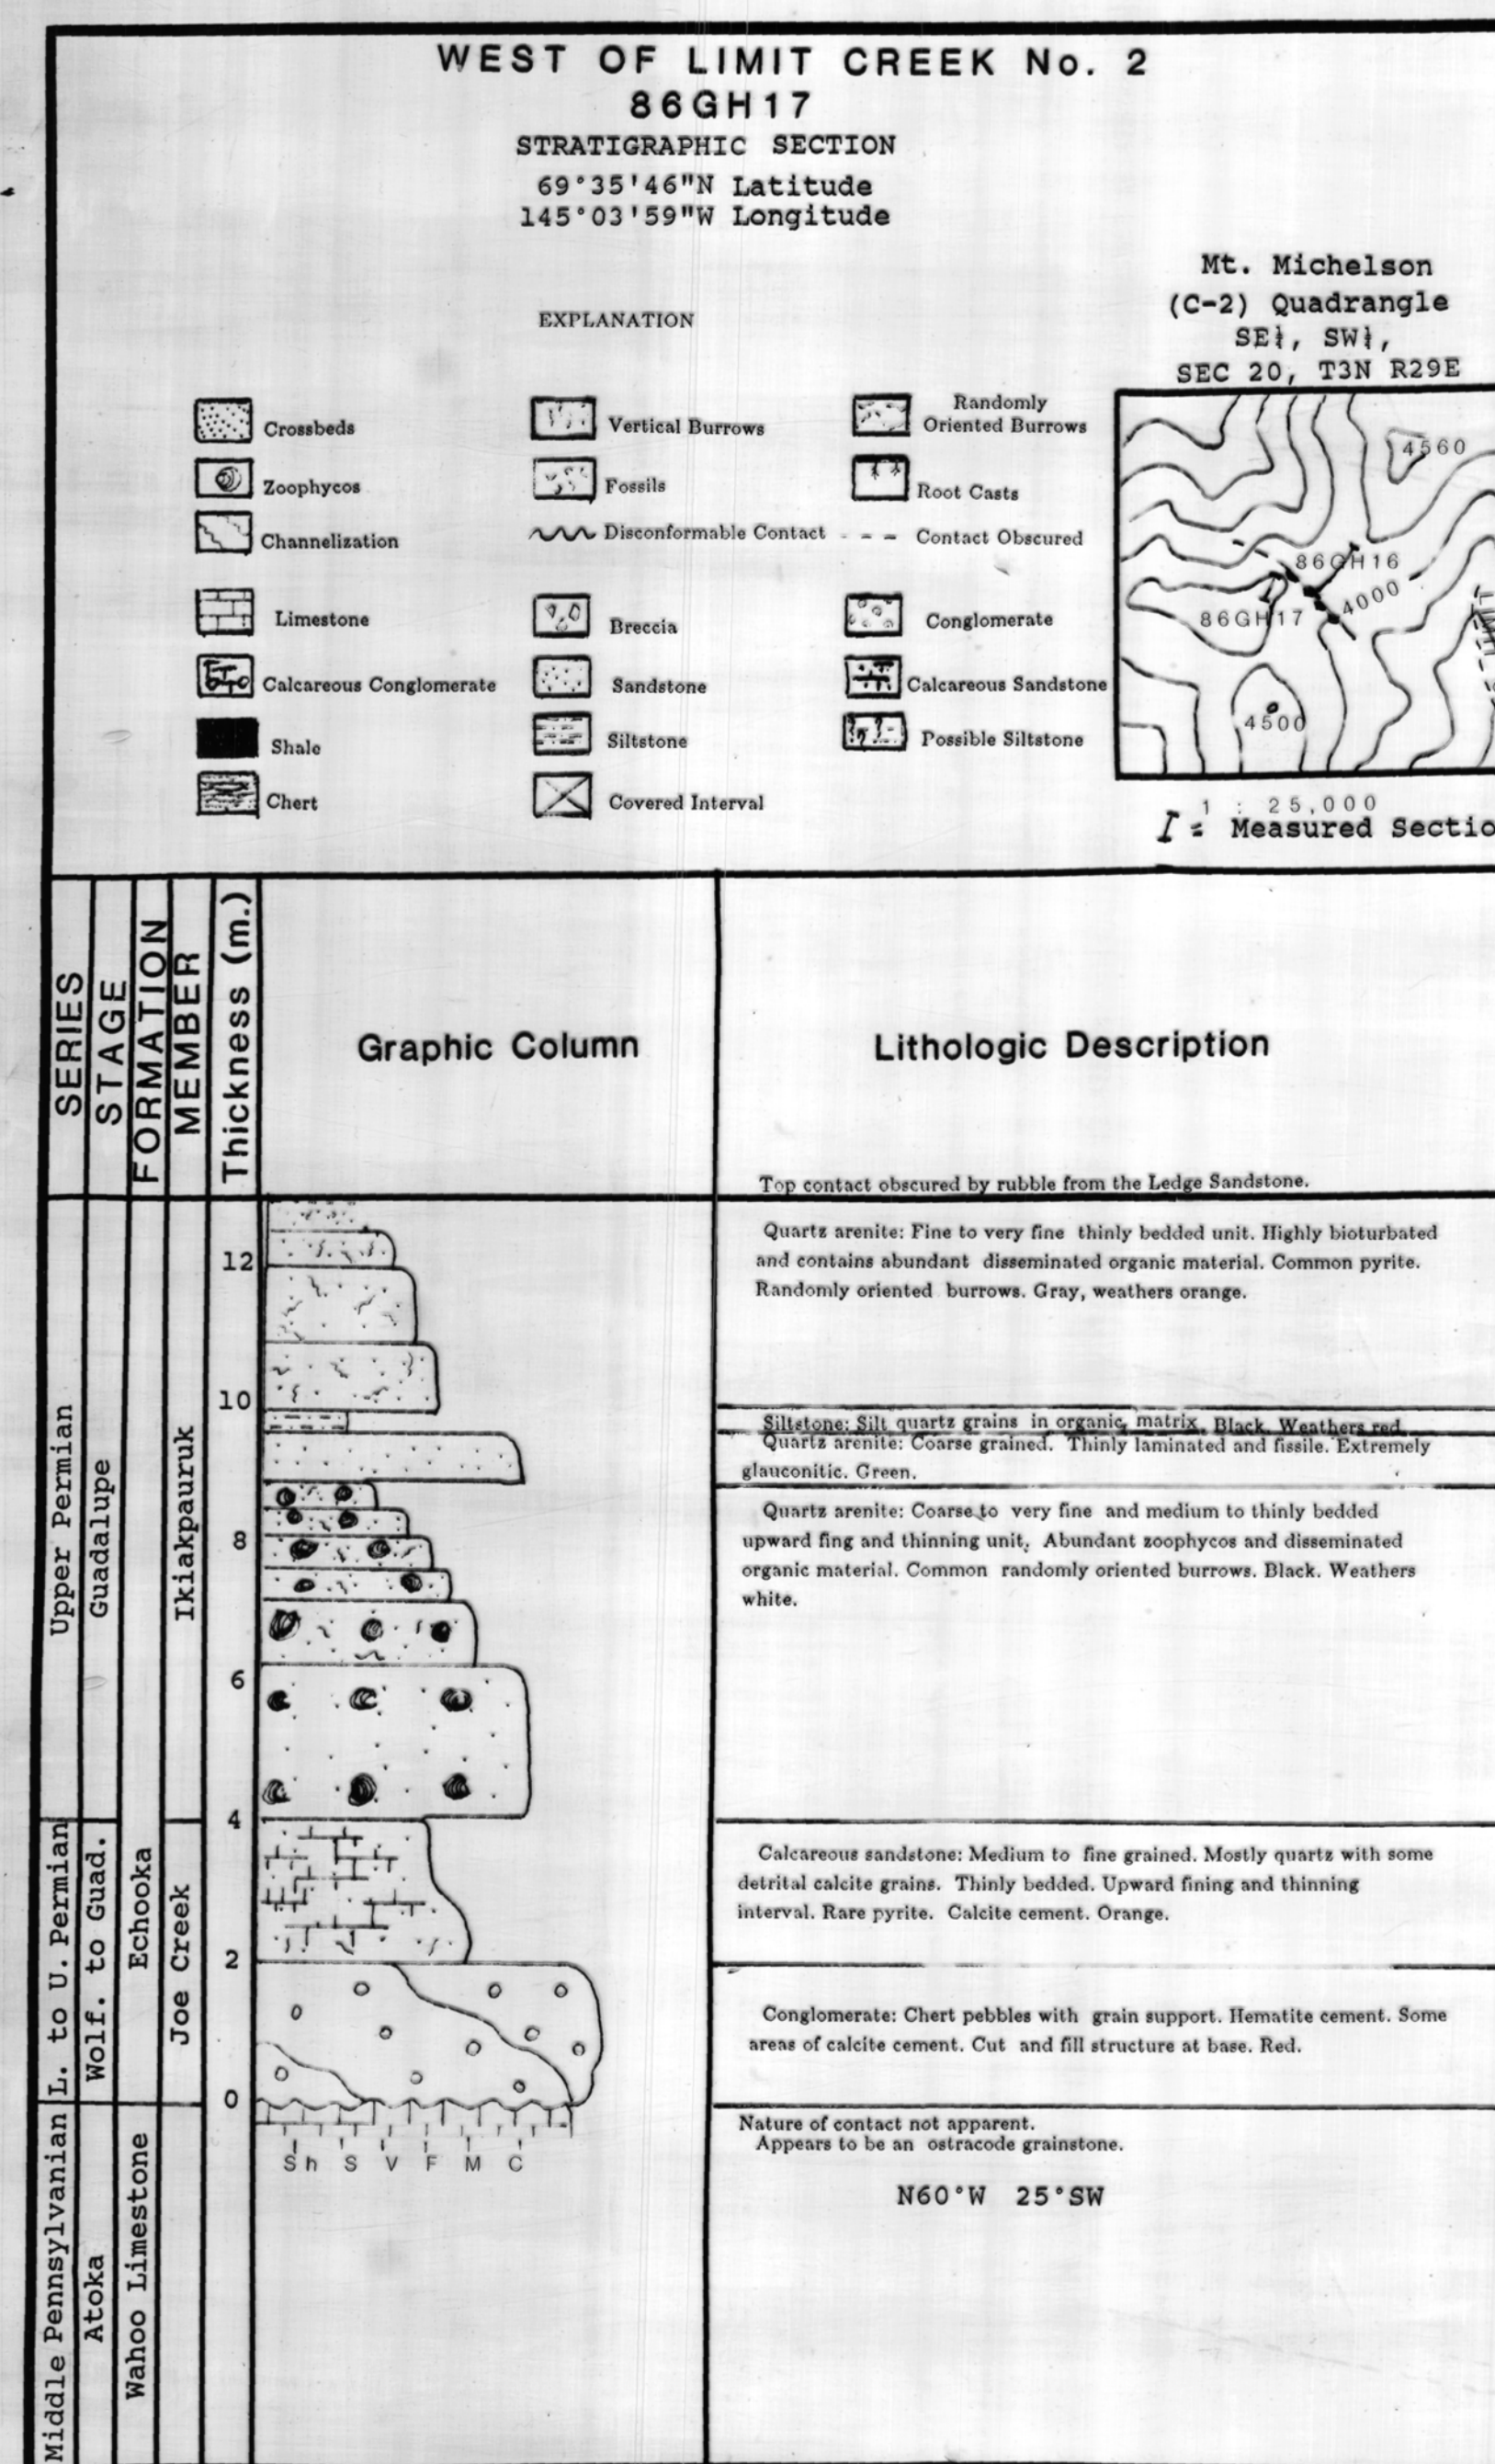 WEST OF LIMIT CREEK No. 2
86GH17
STRATIGRAPHIC SECTION
69°35'46"N Latitude
145°03'59"W Longitude
Mt. Michelson
(C-2) Quadrangle
SE¼, SW¼,
SEC 20, T3N R29E
EXPLANATION
Crossbeds
Vertical Burrows
Randomly
Oriented Burrows
Zoophycos
Fossils
Root Casts
Channelization
Disconformable Contact
Contact Obscured
Limestone
Breccia
Conglomerate
Calcareous Conglomerate
Sandstone
Calcareous Sandstone
Shale
Siltstone
Possible Siltstone
Chert
Covered Interval
4560
86GH16
4000
86GH17
4500
1 : 25,000
I = Measured Sectio
SERIES
STAGE
FORMATION
MEMBER
Thickness (m.)
Graphic Column
Lithologic Description
Top contact obscured by rubble from the Ledge Sandstone.
Quartz arenite: Fine to very fine thinly bedded unit. Highly bioturbated
and contains abundant disseminated organic material. Common pyrite.
Randomly oriented burrows. Gray, weathers orange.
Siltstone: Silt quartz grains in organic matrix. Black. Weathers red
Quartz arenite: Coarse grained. Thinly laminated and fissile. Extremely
glauconitic. Green.
Quartz arenite: Coarse to very fine and medium to thinly bedded
upward fing and thinning unit. Abundant zoophycos and disseminated
organic material. Common randomly oriented burrows. Black. Weathers
white.
Calcareous sandstone: Medium to fine grained. Mostly quartz with some
detrital calcite grains. Thinly bedded. Upward fining and thinning
interval. Rare pyrite. Calcite cement. Orange.
Conglomerate: Chert pebbles with grain support. Hematite cement. Some
areas of calcite cement. Cut and fill structure at base. Red.
Nature of contact not apparent.
Appears to be an ostracode grainstone.
N60°W 25°SW
12
10
8
6
4
2
0
Sh S V F M C
Upper Permian
Guadalupe
Ikiakpauruk
L. to U. Permian
Wolf. to Guad.
Echooka
Joe Creek
Middle Pennsylvanian
Atoka
Wahoo Limestone